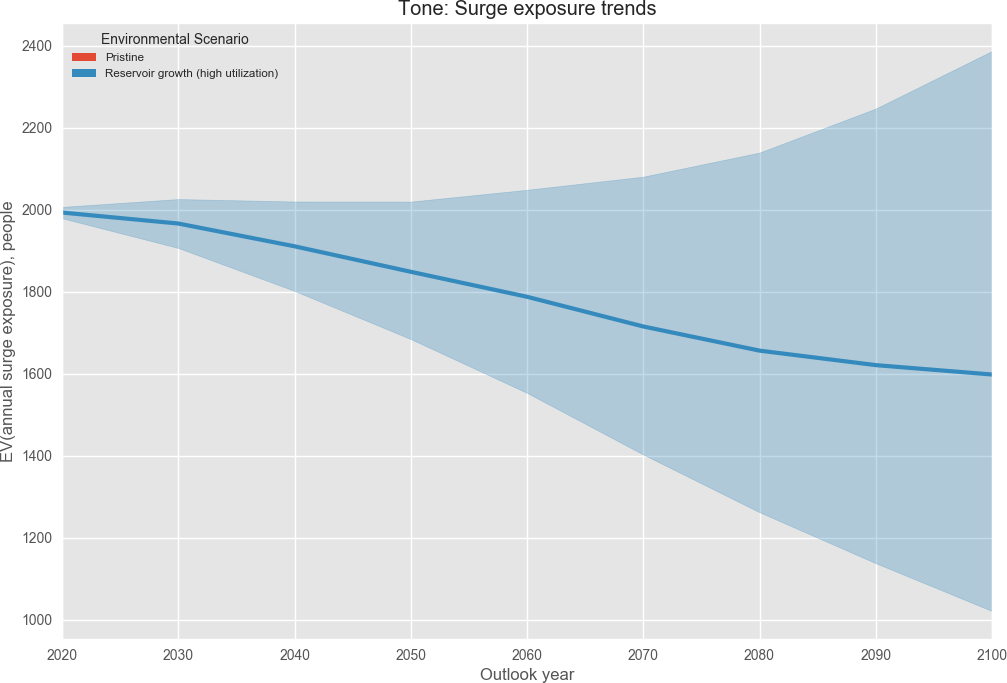 Tone: Surge exposure trends
Environmental Scenario
Pristine
Reservoir growth (high utilization)
EV(annual surge exposure), people
2400
2200
2000
1800
1600
1400
1200
1000
2020 2030 2040 2050 2060 2070 2080 2090 2100
Outlook year